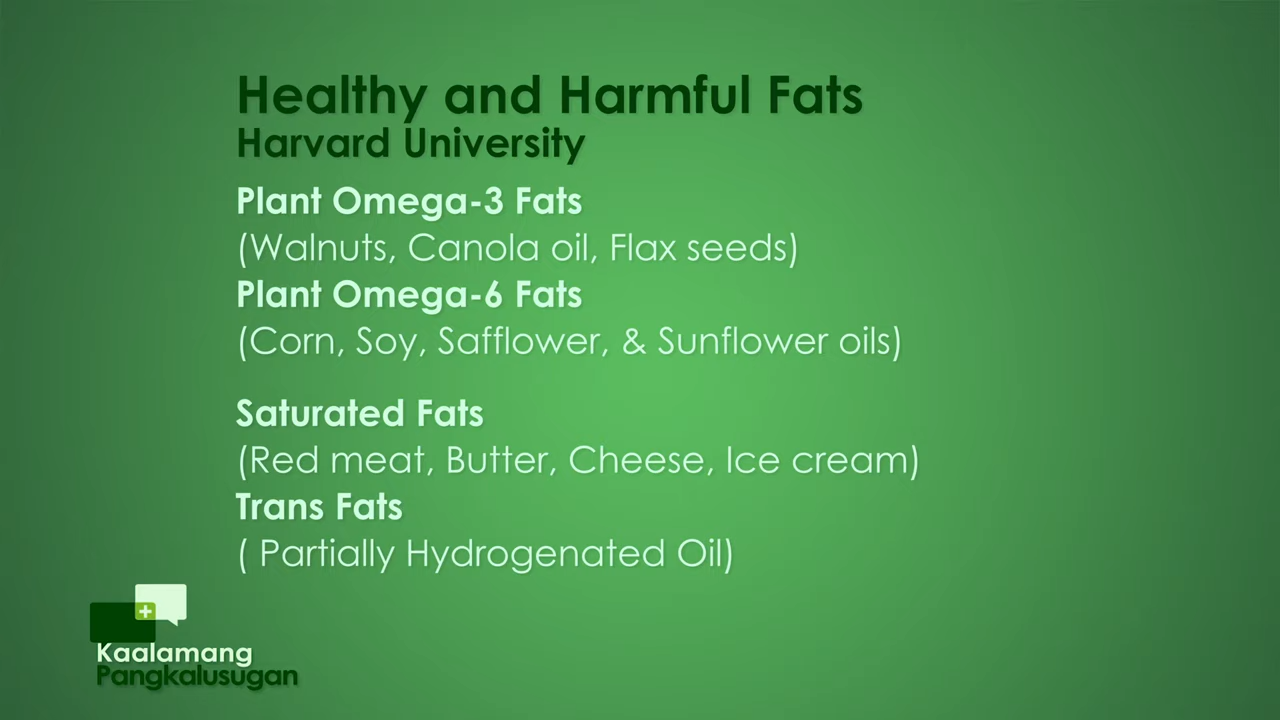 Healthy and Harmful Fats
Harvard University
Plant Omega-3 Fats
(Walnuts, Canola oil, Flax seeds)
Plant Omega-6 Fats
(Corn, Soy, Safflower, & Sunflower oils)
Saturated Fats
(Red meat, Butter, Cheese, Ice cream)
Trans Fats
( Partially Hydrogenated Oil)
Kaalamang
Pangkalusugan